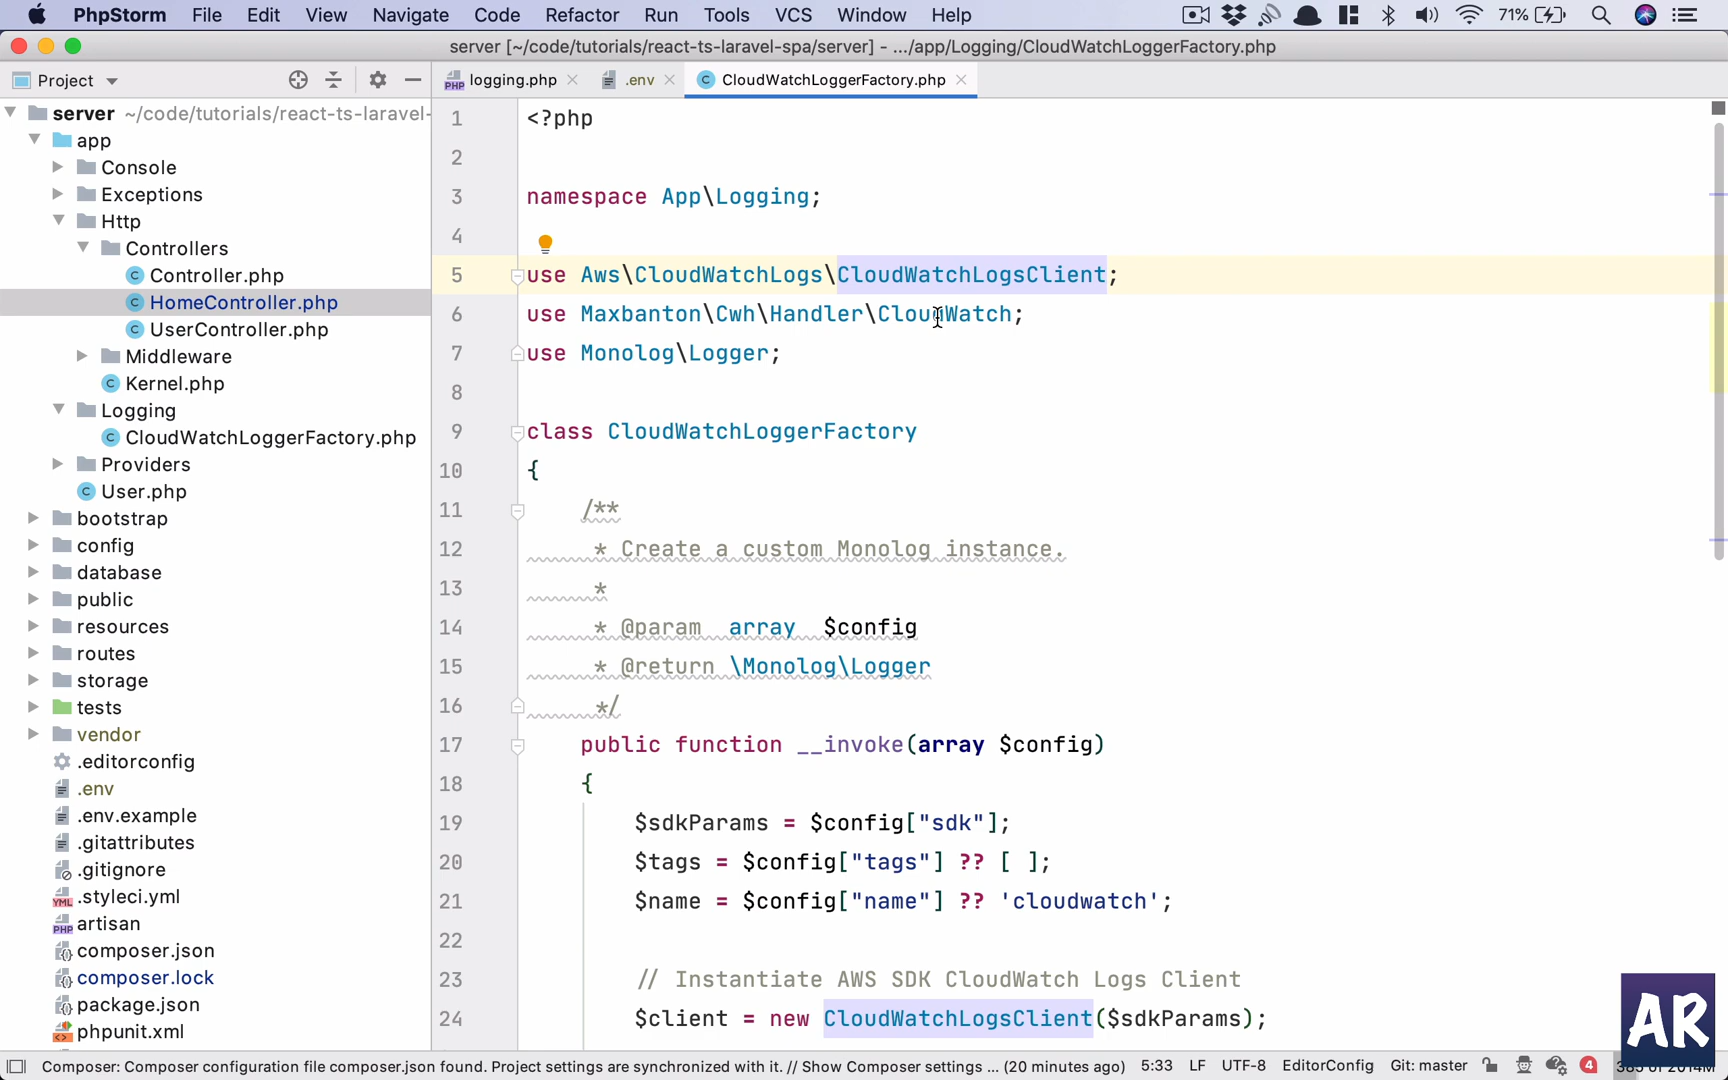 PhpStorm File Edit View Navigate Code Refactor Run Tools VCS Window Help 71%
server [~/code/tutorials/react-ts-laravel-spa/server] - .../app/Logging/CloudWatchLoggerFactory.php
Project logging.php .env CloudWatchLoggerFactory.php
server ~/code/tutorials/react-ts-laravel-
app
Console
Exceptions
Http
Controllers
Controller.php
HomeController.php
UserController.php
Middleware
Kernel.php
Logging
CloudWatchLoggerFactory.php
Providers
User.php
bootstrap
config
database
public
resources
routes
storage
tests
vendor
.editorconfig
.env
.env.example
.gitattributes
.gitignore
.styleci.yml
artisan
composer.json
composer.lock
package.json
phpunit.xml
1 <?php
2
3 namespace App\Logging;
4
5 use Aws\CloudWatchLogs\CloudWatchLogsClient;
6 use Maxbanton\Cwh\Handler\CloudWatch;
7 use Monolog\Logger;
8
9 class CloudWatchLoggerFactory
10 {
11 /**
12 * Create a custom Monolog instance.
13 *
14 * @param  array  $config
15 * @return \Monolog\Logger
16 */
17 public function __invoke(array $config)
18 {
19 $sdkParams = $config["sdk"];
20 $tags = $config["tags"] ?? [ ];
21 $name = $config["name"] ?? 'cloudwatch';
22
23 // Instantiate AWS SDK CloudWatch Logs Client
24 $client = new CloudWatchLogsClient($sdkParams);
AR
Composer: Composer configuration file composer.json found. Project settings are synchronized with it. // Show Composer settings ... (20 minutes ago) 5:33 LF UTF-8 EditorConfig Git: master 4